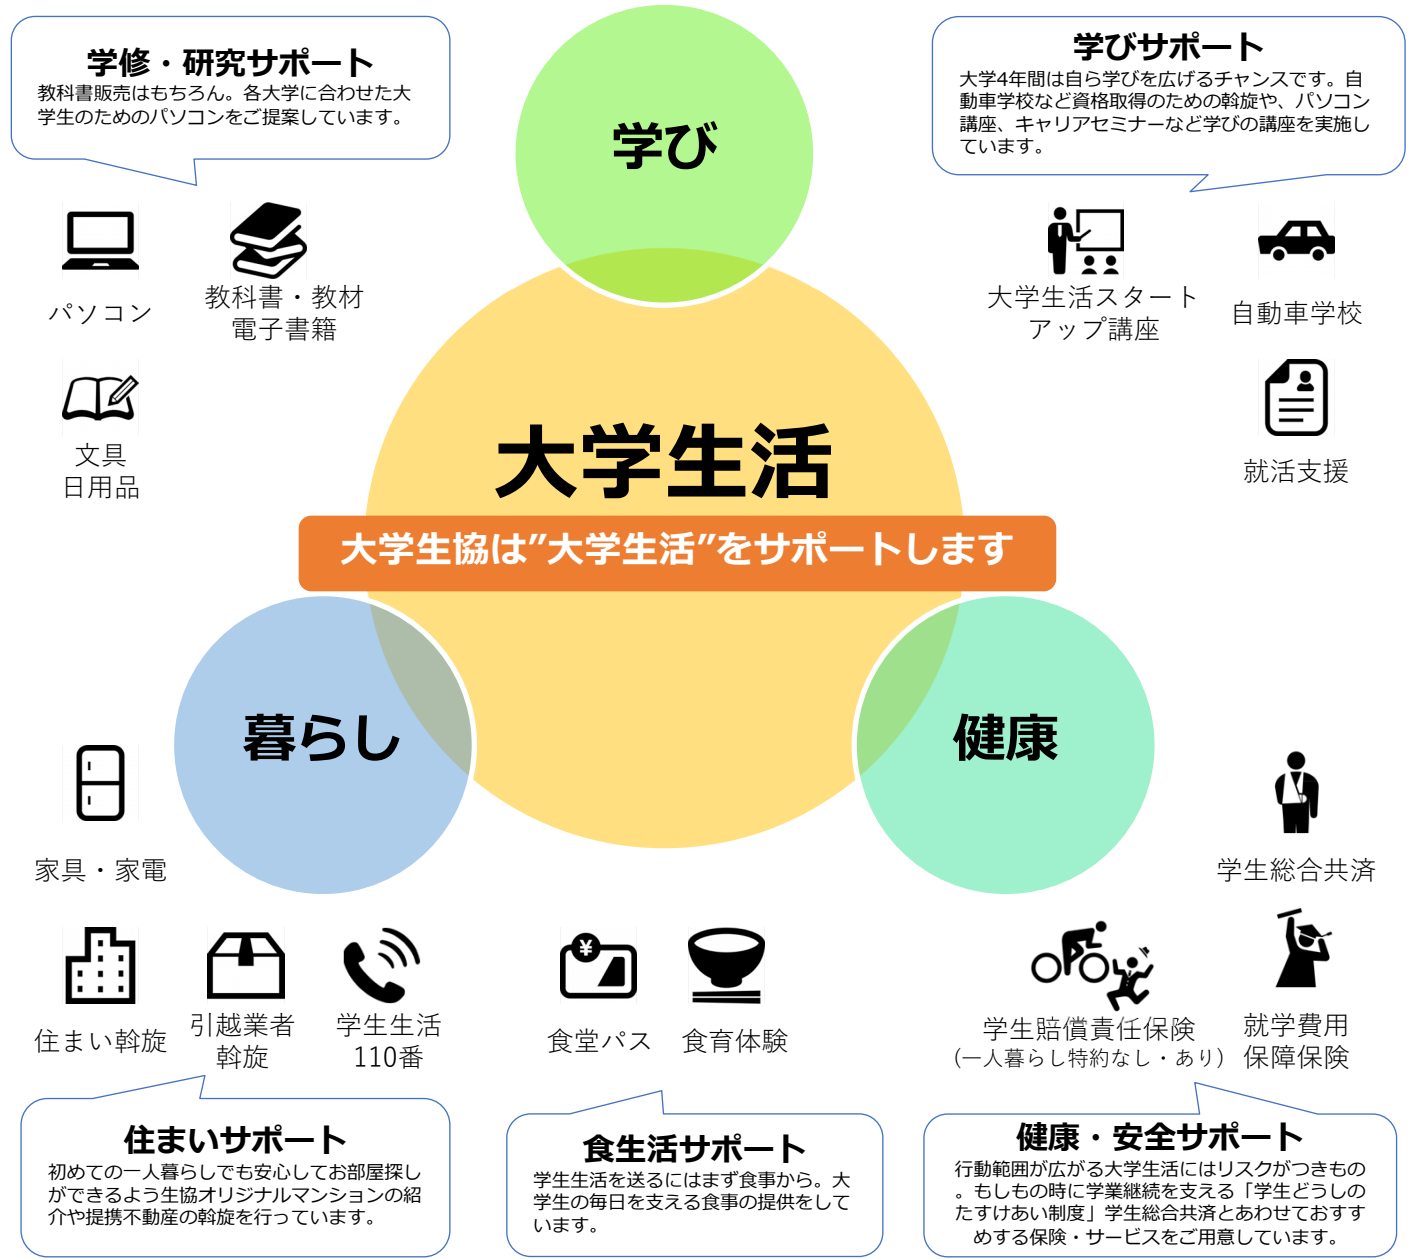 学修・研究サポート
教科書販売はもちろん。各大学に合わせた大
学生のためのパソコンをご提案しています。
学び
学びサポート
大学4年間は自ら学びを広げるチャンスです。自
動車学校など資格取得のための斡旋や、パソコン
講座、キャリアセミナーなど学びの講座を実施し
ています。
パソコン
教科書・教材
電子書籍
文具
日用品
大学生活スタート
アップ講座
自動車学校
就活支援
大学生活
大学生協は”大学生活”をサポートします
暮らし
健康
家具・家電
住まい斡旋
引越業者
斡旋
学生生活
110番
¥
食堂パス
食育体験
学生総合共済
学生賠償責任保険
(一人暮らし特約なし・あり)
就学費用
保障保険
住まいサポート
初めての一人暮らしでも安心してお部屋探し
ができるよう生協オリジナルマンションの紹
介や提携不動産の斡旋を行っています。
食生活サポート
学生生活を送るにはまず食事から。大
学生の毎日を支える食事の提供をして
います。
健康・安全サポート
行動範囲が広がる大学生活にはリスクがつきもの
。もしもの時に学業継続を支える「学生どうしの
たすけあい制度」学生総合共済とあわせておすす
めする保険・サービスをご用意しています。